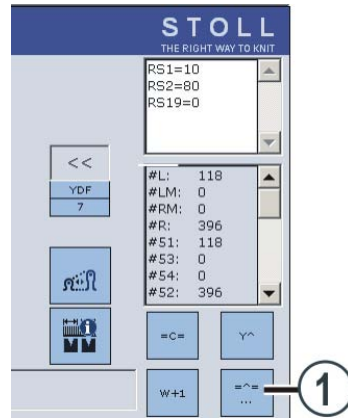 STOLL
THE RIGHT WAY TO KNIT
RS1=10
RS2=80
RS19=0
<<
YDF
7
#L: 118
#LM: 0
#RM: 0
#R: 396
#51: 118
#53: 0
#54: 0
#52: 396
=C=
Y^
W+1
=^=
...
1